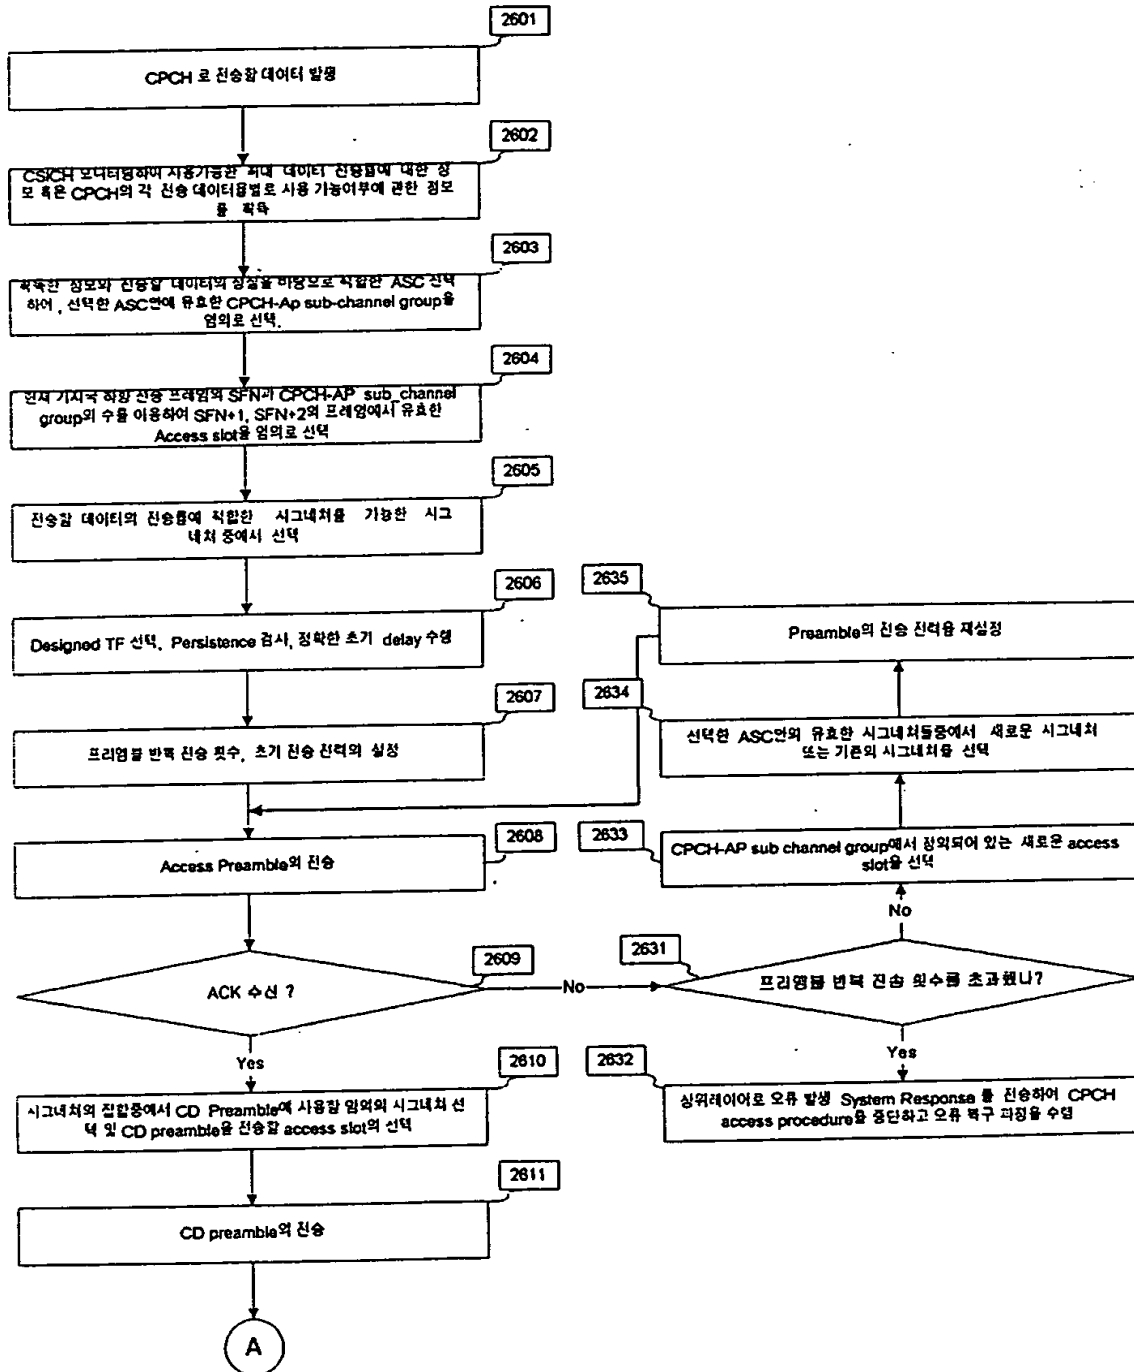 2601
CPCH 로 전송할 데이터 발생
2602
CSICH 모니터링하여 사용가능한 최대 데이터 전송률에 대한 정
보 혹은 CPCH의 각 전송 데이터율별로 사용 가능여부에 관한 정보
를 획득
2603
획득한 정보와 전송할 데이터의 성질을 바탕으로 적합한 ASC 선택
하여 , 선택한 ASC안에 유효한 CPCH-Ap sub-channel group을
임의로 선택.
2604
현재 기지국 하향 전송 프레임의 SFN과 CPCH-AP sub_channel
group의 수를 이용하여 SFN+1, SFN+2의 프레임에서 유효한
Access slot을 임의로 선택
2605
전송할 데이터의 전송률에 적합한 시그네처를 가능한 시그
네처 중에서 선택
2606
Designed TF 선택, Persistence 검사, 정확한 초기 delay 수행
2607
프리엠블 반복 전송 횟수, 초기 전송 전력의 설정
2608
Access Preamble의 전송
2609
ACK 수신 ?
No
Yes
2610
시그네처의 집합중에서 CD Preamble에 사용할 임의의 시그네처 선
택 및 CD preamble을 전송할 access slot의 선택
2611
CD preamble의 전송
A
2635
Preamble의 전송 전력을 재설정
2634
선택한 ASC안의 유효한 시그네처들중에서 새로운 시그네처
또는 기존의 시그네처를 선택
2633
CPCH-AP sub channel group에서 정의되어 있는 새로운 access
slot을 선택
No
2631
프리엠블 반복 전송 횟수를 초과했나?
Yes
2632
상위레이어로 오류 발생 System Response 를 전송하여 CPCH
access procedure을 중단하고 오류 복구 과정을 수행